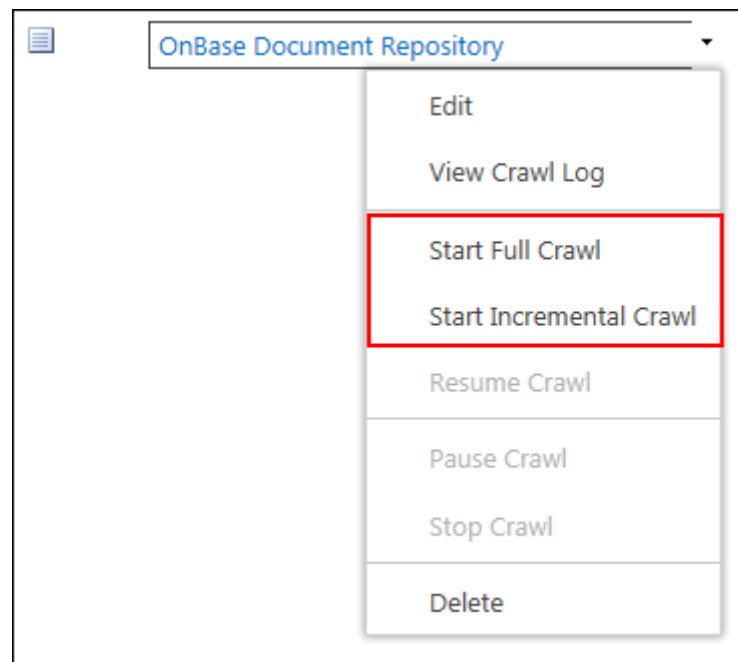 OnBase Document Repository
Edit
View Crawl Log
Start Full Crawl
Start Incremental Crawl
Resume Crawl
Pause Crawl
Stop Crawl
Delete